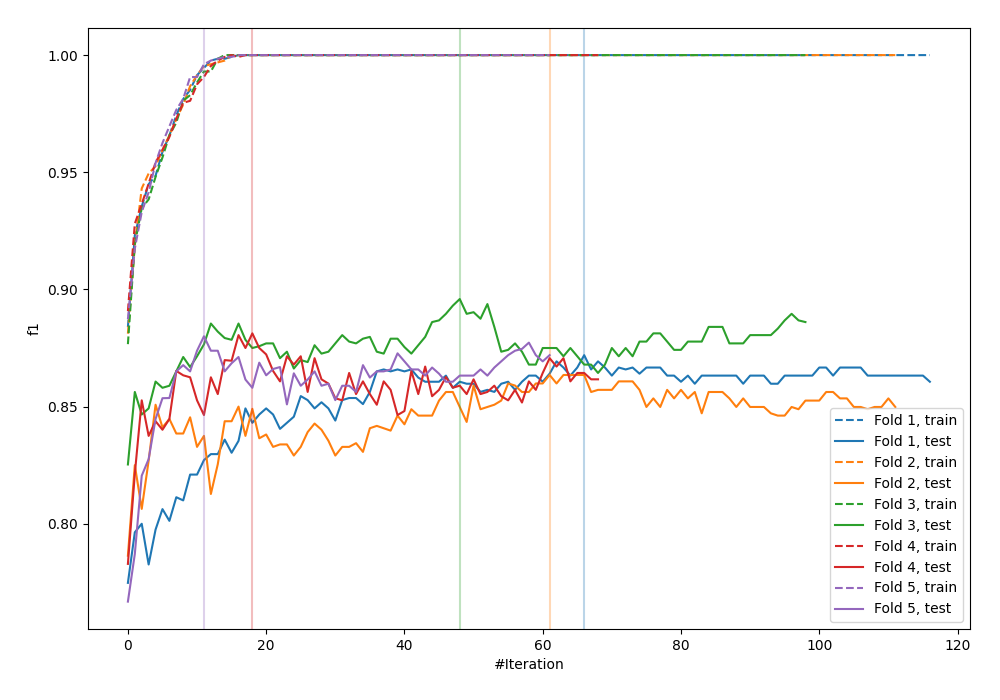 1.00
0.95
0.90
0.85
0.80
f1
0
20
40
60
80
100
120
#Iteration
Fold 1, train
Fold 1, test
Fold 2, train
Fold 2, test
Fold 3, train
Fold 3, test
Fold 4, train
Fold 4, test
Fold 5, train
Fold 5, test